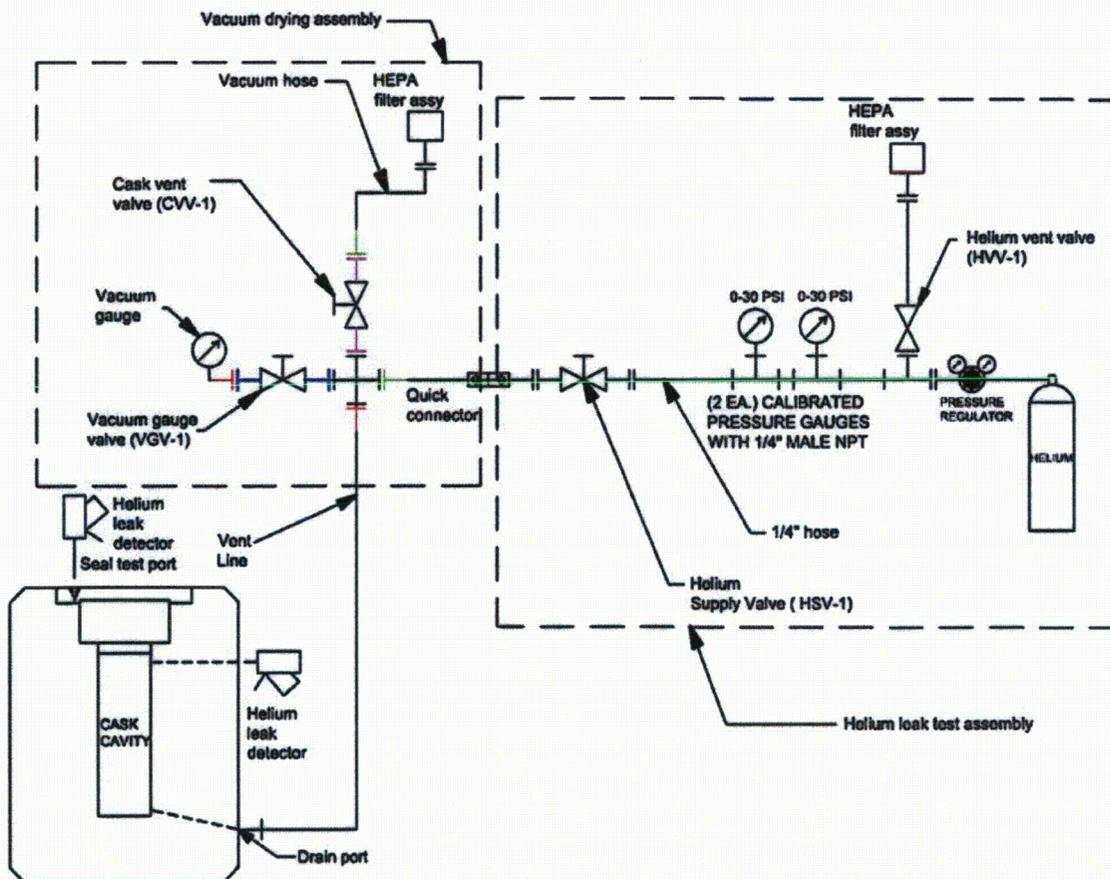 Vacuum drying assembly
Vacuum hose
HEPA
filter assy
Cask vent
valve (CVV-1)
Vacuum
gauge
Vacuum gauge
valve (VGV-1)
Quick
connector
HEPA
filter assy
Helium vent valve
(HVV-1)
0-30 PSI
0-30 PSI
(2 EA.) CALIBRATED
PRESSURE GAUGES
WITH 1/4" MALE NPT
PRESSURE
REGULATOR
HELIUM
1/4" hose
Helium
Supply Valve ( HSV-1)
Helium leak test assembly
Helium
leak
detector
Seal test port
Vent
Line
CASK
CAVITY
Helium
leak
detector
Drain port